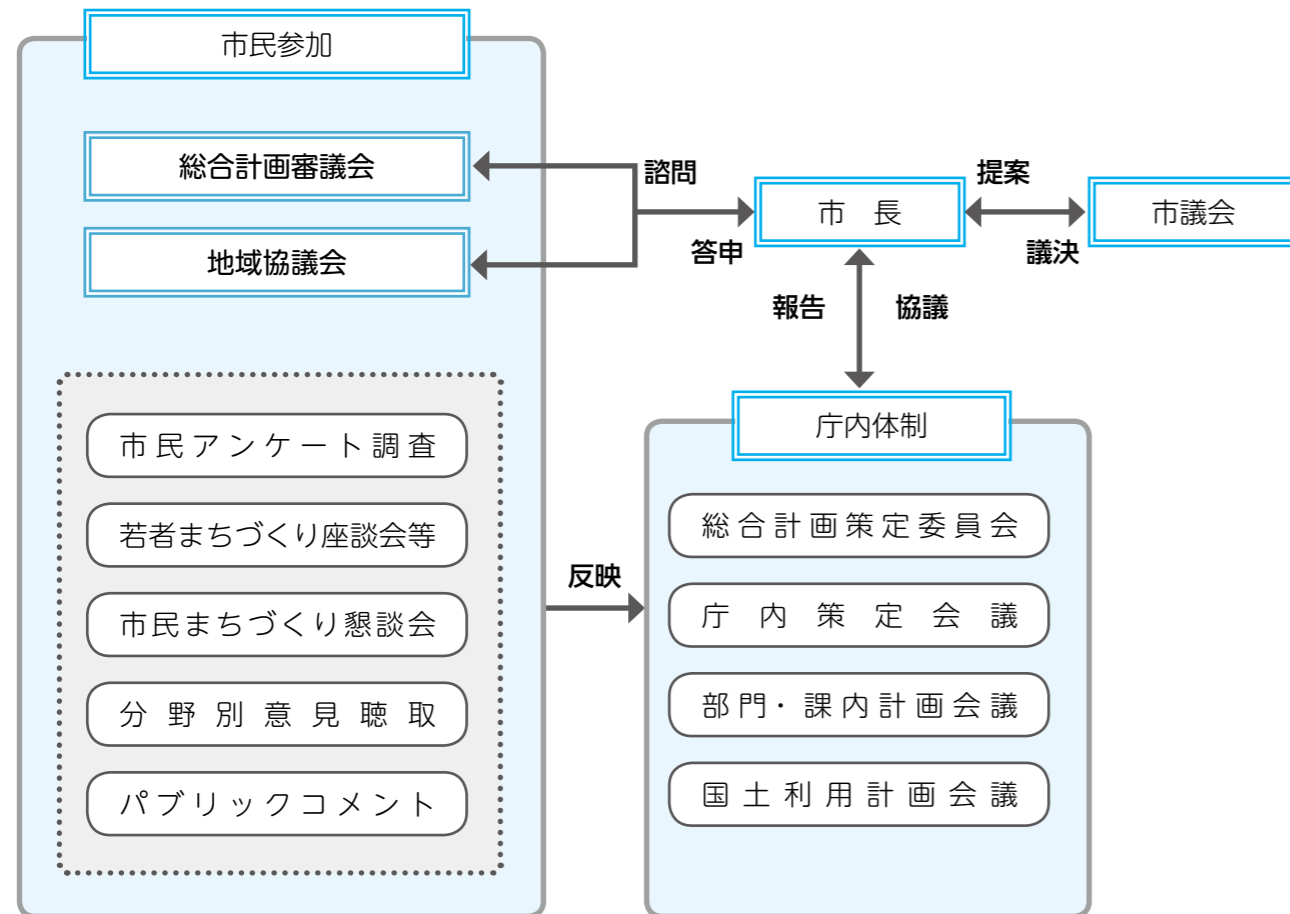 市民参加
総合計画審議会
地域協議会
市民アンケート調査
若者まちづくり座談会等
市民まちづくり懇談会
分野別意見聴取
パブリックコメント
諮問
答申
市　長
提案
議決
市議会
報告
協議
反映
庁内体制
総合計画策定委員会
庁内策定会議
部門・課内計画会議
国土利用計画会議